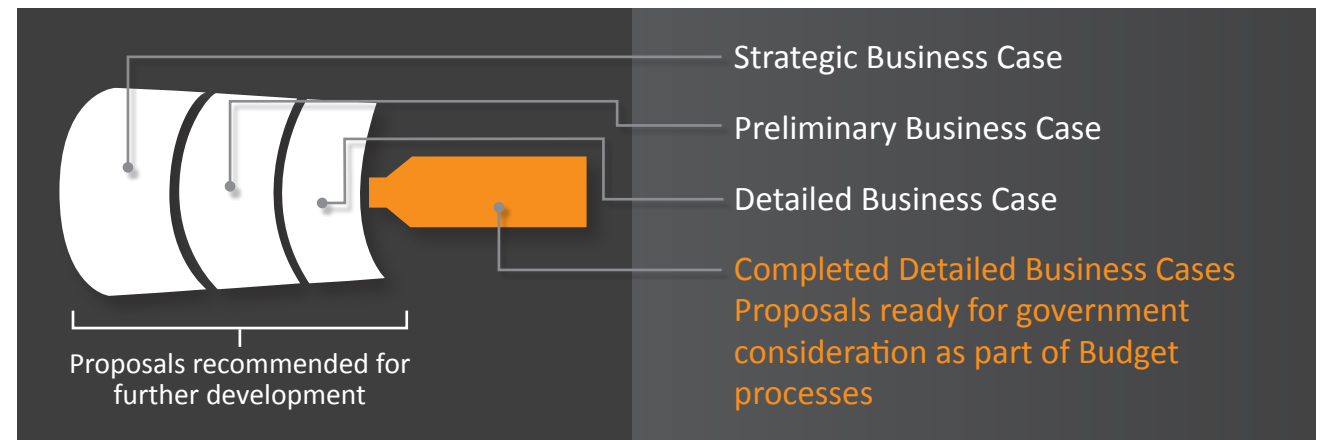 Strategic Business Case
Preliminary Business Case
Detailed Business Case
Completed Detailed Business Cases
Proposals ready for government
consideration as part of Budget
processes
Proposals recommended for
further development